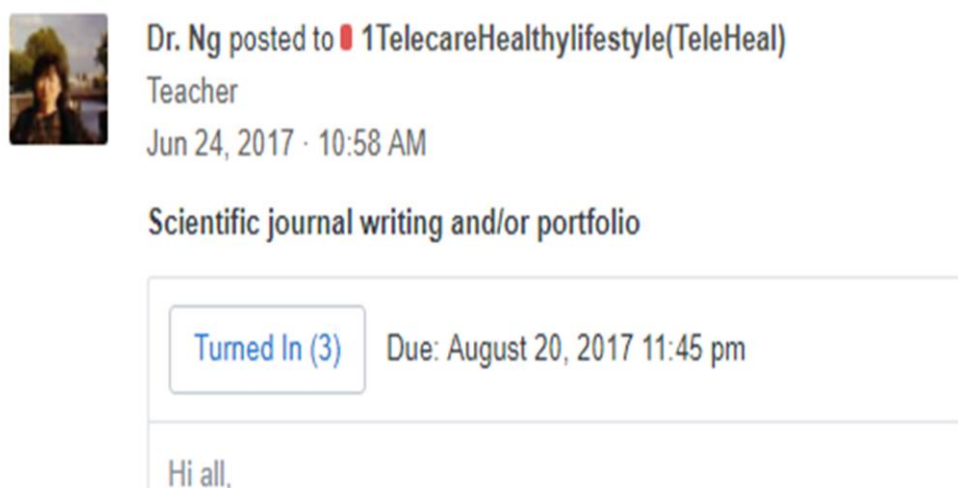 Dr. Ng posted to 1TelecareHealthylifestyle(TeleHeal)
Teacher
Jun 24, 2017 · 10:58 AM
Scientific journal writing and/or portfolio
Turned In (3) Due: August 20, 2017 11:45 pm
Hi all,